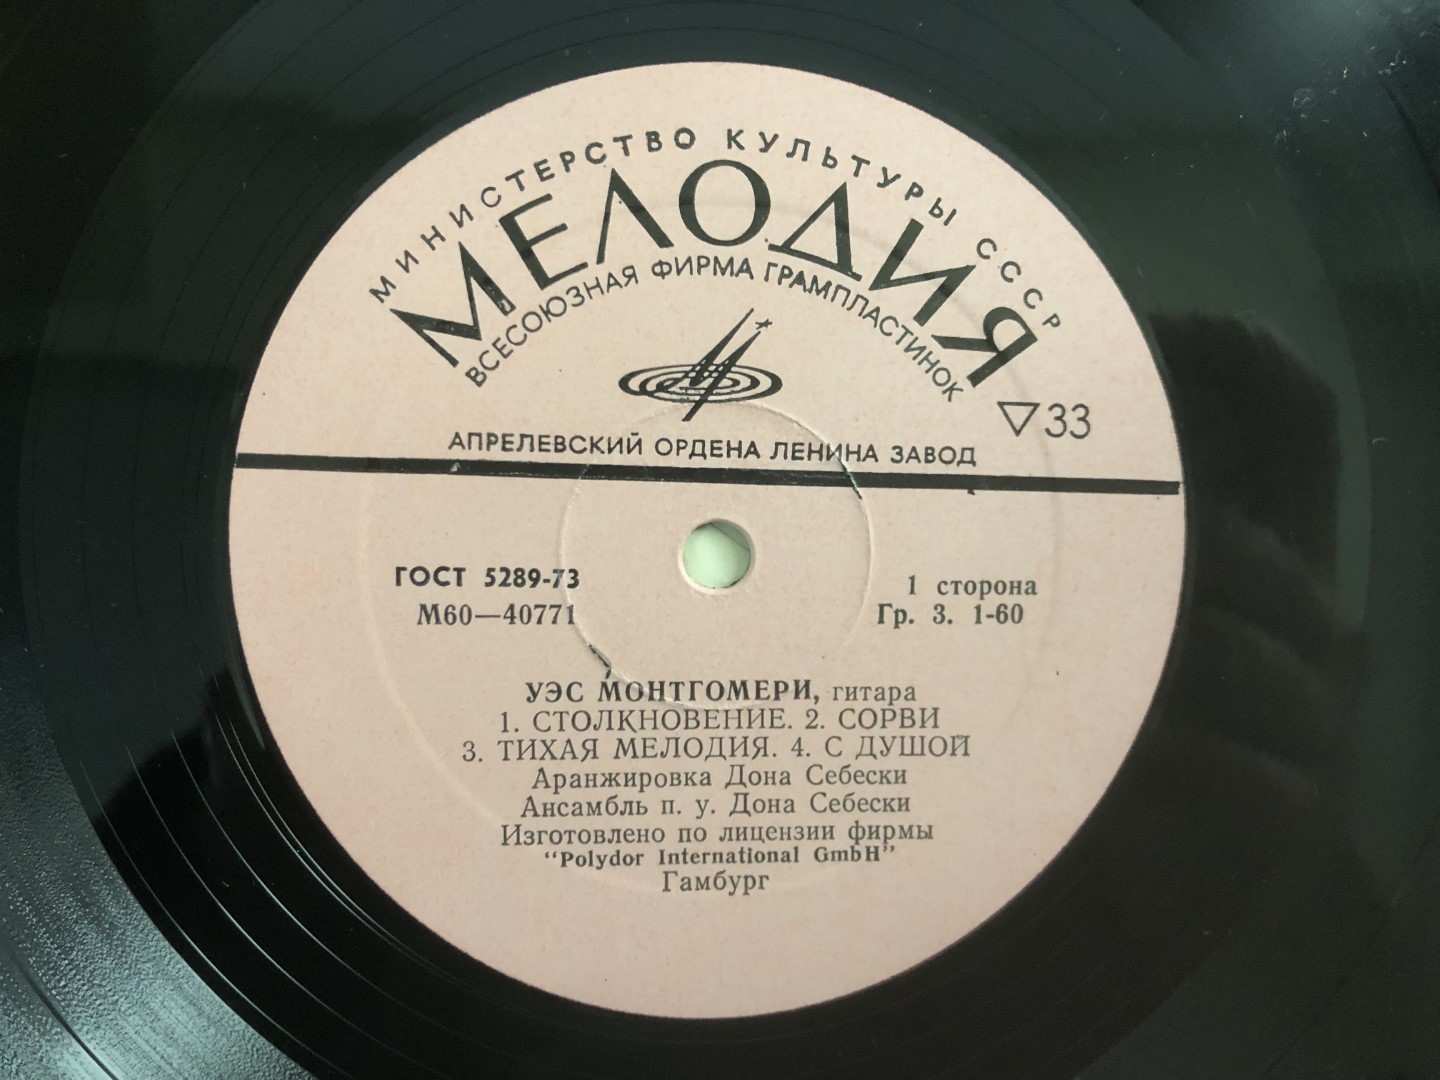 МИНИСТЕРСТВО КУЛЬТУРЫ СССР
МЕЛОДИЯ
ВСЕСОЮЗНАЯ ФИРМА ГРАМПЛАСТИНОК
▽33
АПРЕЛЕВСКИЙ ОРДЕНА ЛЕНИНА ЗАВОД
ГОСТ 5289-73
М60—40771
1 сторона
Гр. 3. 1-60
УЭС МОНТГОМЕРИ, гитара
1. СТОЛКНОВЕНИЕ. 2. СОРВИ
3. ТИХАЯ МЕЛОДИЯ. 4. С ДУШОЙ
Аранжировка Дона Себески
Ансамбль п. у. Дона Себески
Изготовлено по лицензии фирмы
"Polydor International GmbH"
Гамбург